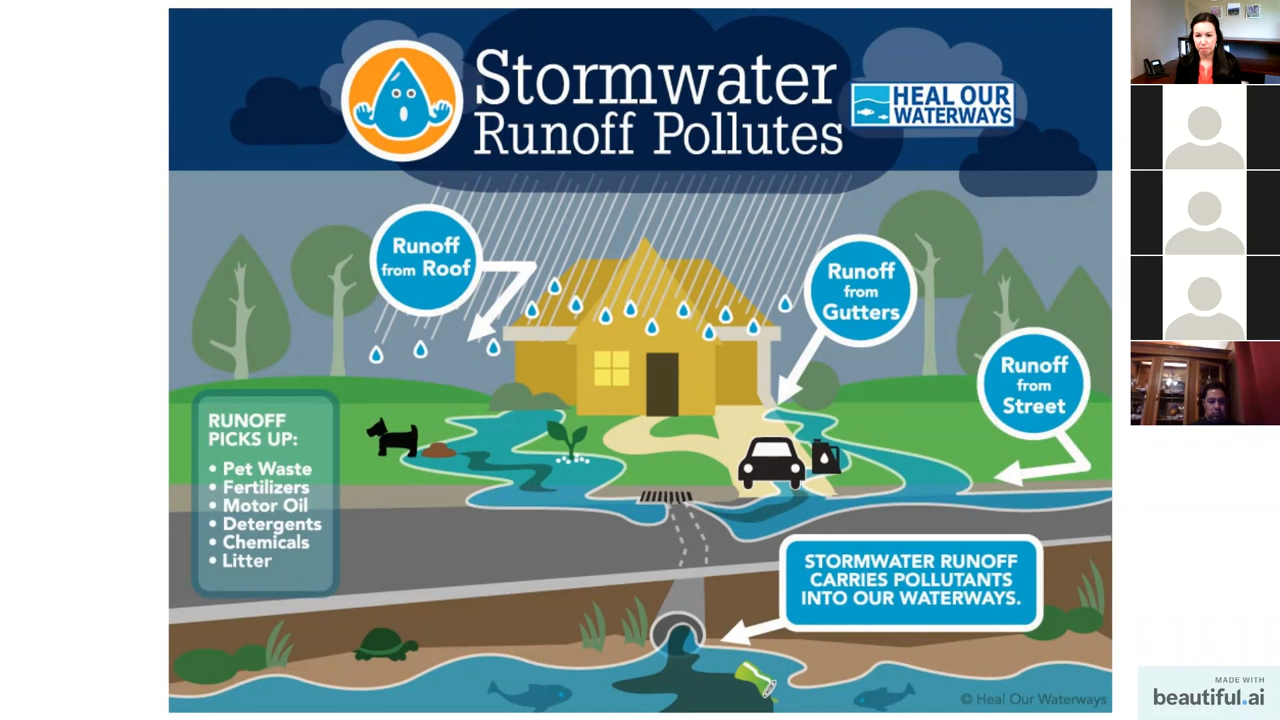 Stormwater
Runoff Pollutes
HEAL OUR
WATERWAYS
Runoff
from Roof
Runoff
from
Gutters
Runoff
from
Street
RUNOFF
PICKS UP:
• Pet Waste
• Fertilizers
• Motor Oil
• Detergents
• Chemicals
• Litter
STORMWATER RUNOFF
CARRIES POLLUTANTS
INTO OUR WATERWAYS.
© Heal Our Waterways
MADE WITH
beautiful.ai